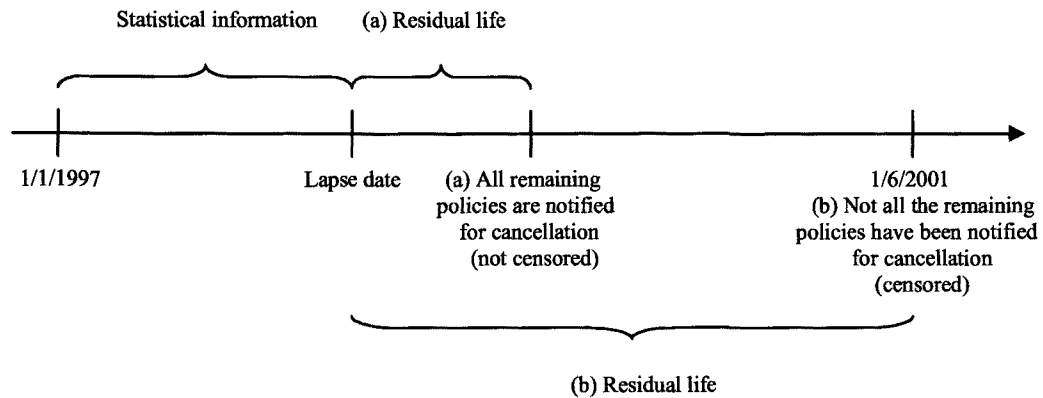 Statistical information
(a) Residual life
1/1/1997
Lapse date
(a) All remaining
policies are notified
for cancellation
(not censored)
1/6/2001
(b) Not all the remaining
policies have been notified
for cancellation
(censored)
(b) Residual life